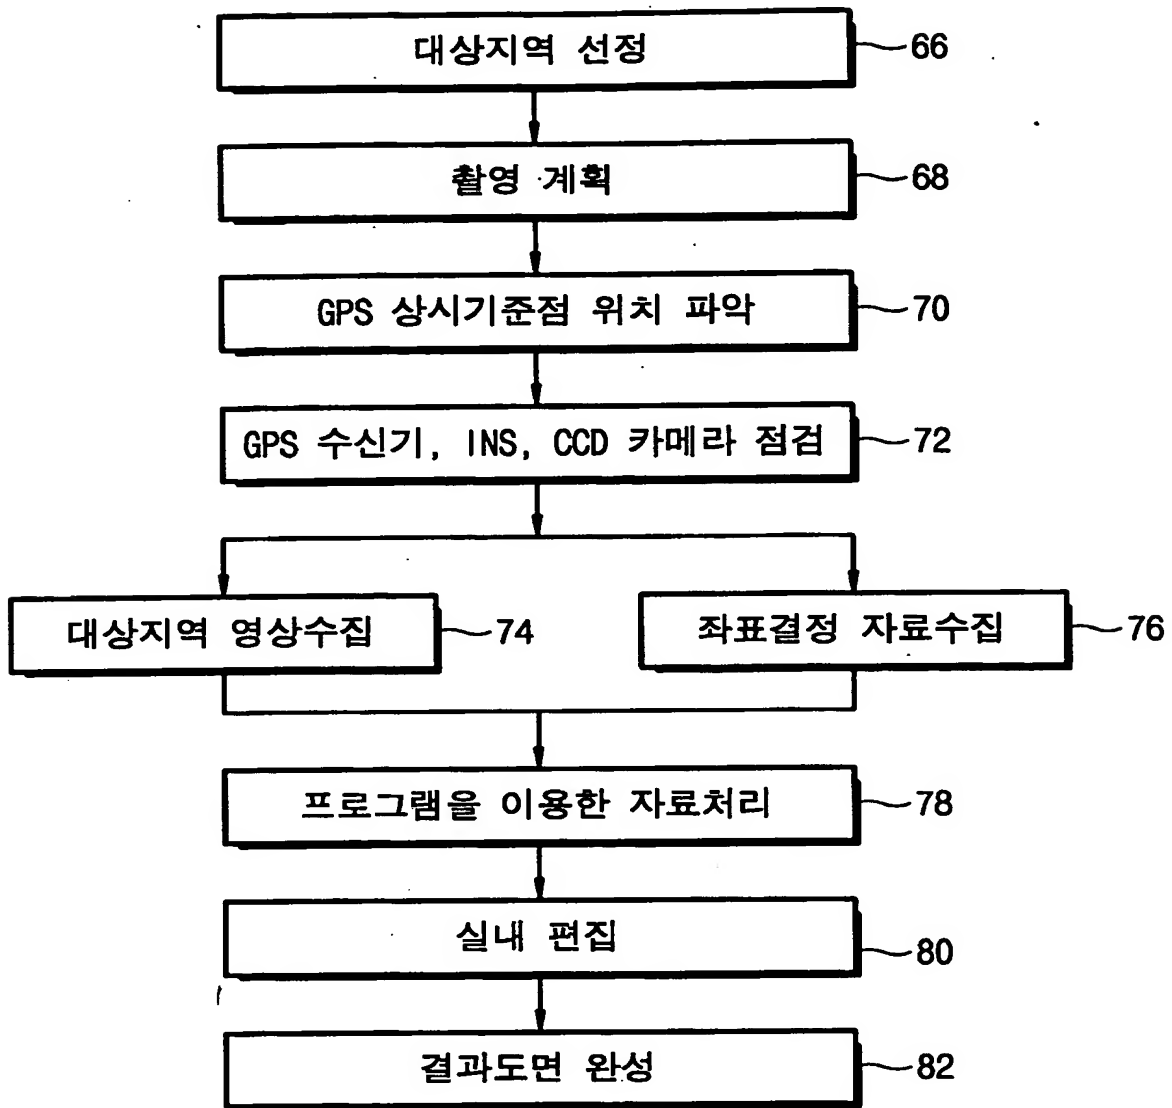 대상지역 선정
66
촬영 계획
68
GPS 상시기준점 위치 파악
70
GPS 수신기, INS, CCD 카메라 점검
72
대상지역 영상수집
74
좌표결정 자료수집
76
프로그램을 이용한 자료처리
78
실내 편집
80
결과도면 완성
82